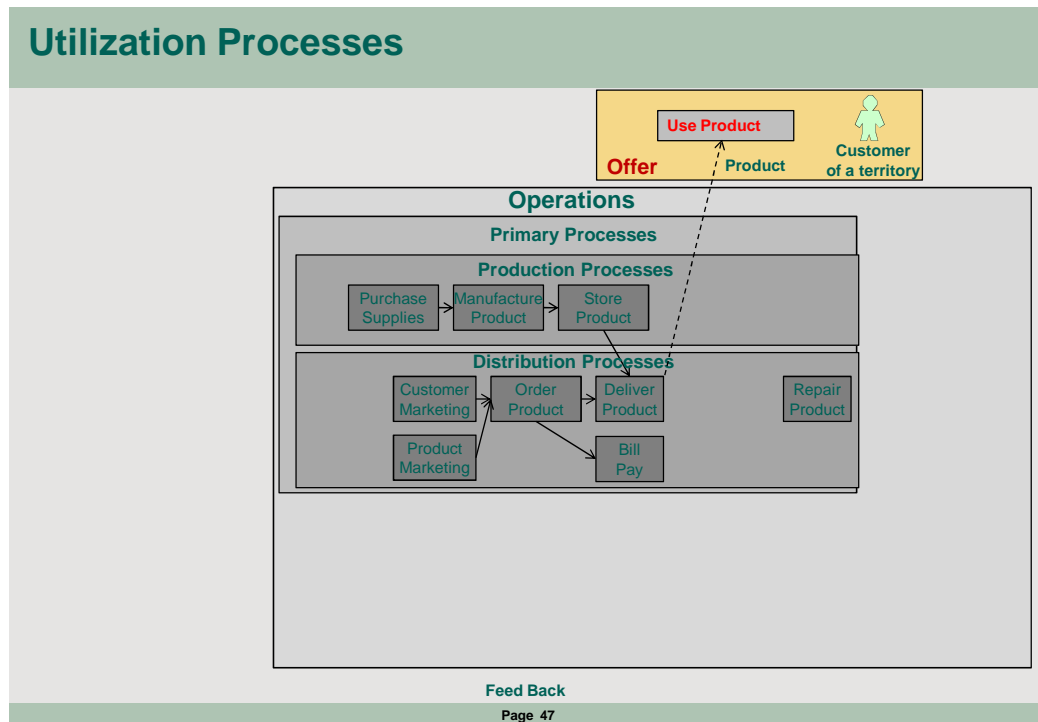 Utilization Processes
Use Product
Customer
of a territory
Offer
Product
Operations
Primary Processes
Production Processes
Purchase
Supplies
Manufacture
Product
Store
Product
Distribution Processes
Customer
Marketing
Order
Product
Deliver
Product
Repair
Product
Product
Marketing
Bill
Pay
Feed Back
Page 47